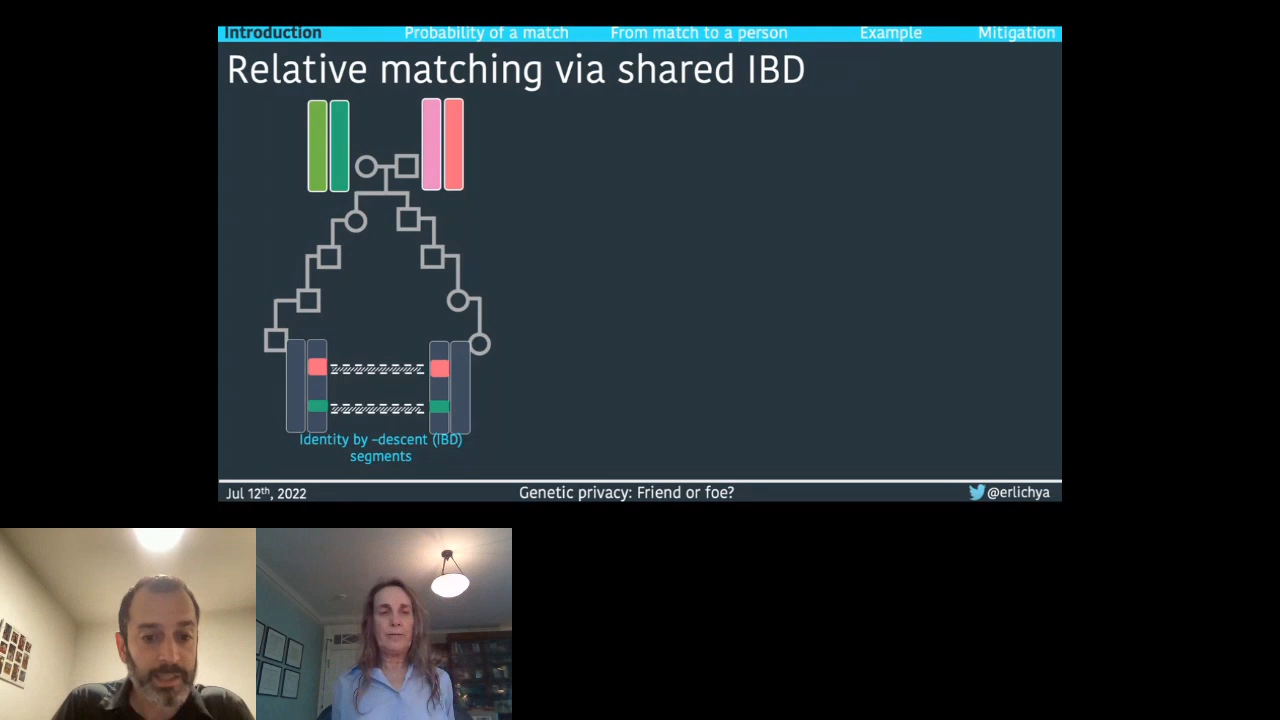 Introduction Probability of a match From match to a person Example Mitigation
Relative matching via shared IBD
Identity by –descent (IBD)
segments
Jul 12th, 2022 Genetic privacy: Friend or foe? @erlichya